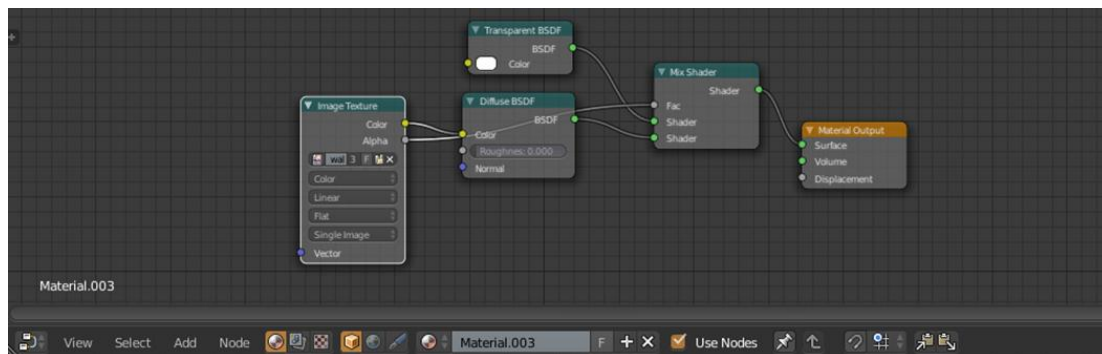 Transparent BSDF
BSDF
Color
Mix Shader
Shader
Fac
Shader
Shader
Image Texture
Color
Alpha
wal 3 F
Color
Linear
Flat
Single Image
Vector
Diffuse BSDF
BSDF
Color
Roughness: 0.000
Normal
Material Output
Surface
Volume
Displacement
Material.003
View Select Add Node Material.003 F Use Nodes